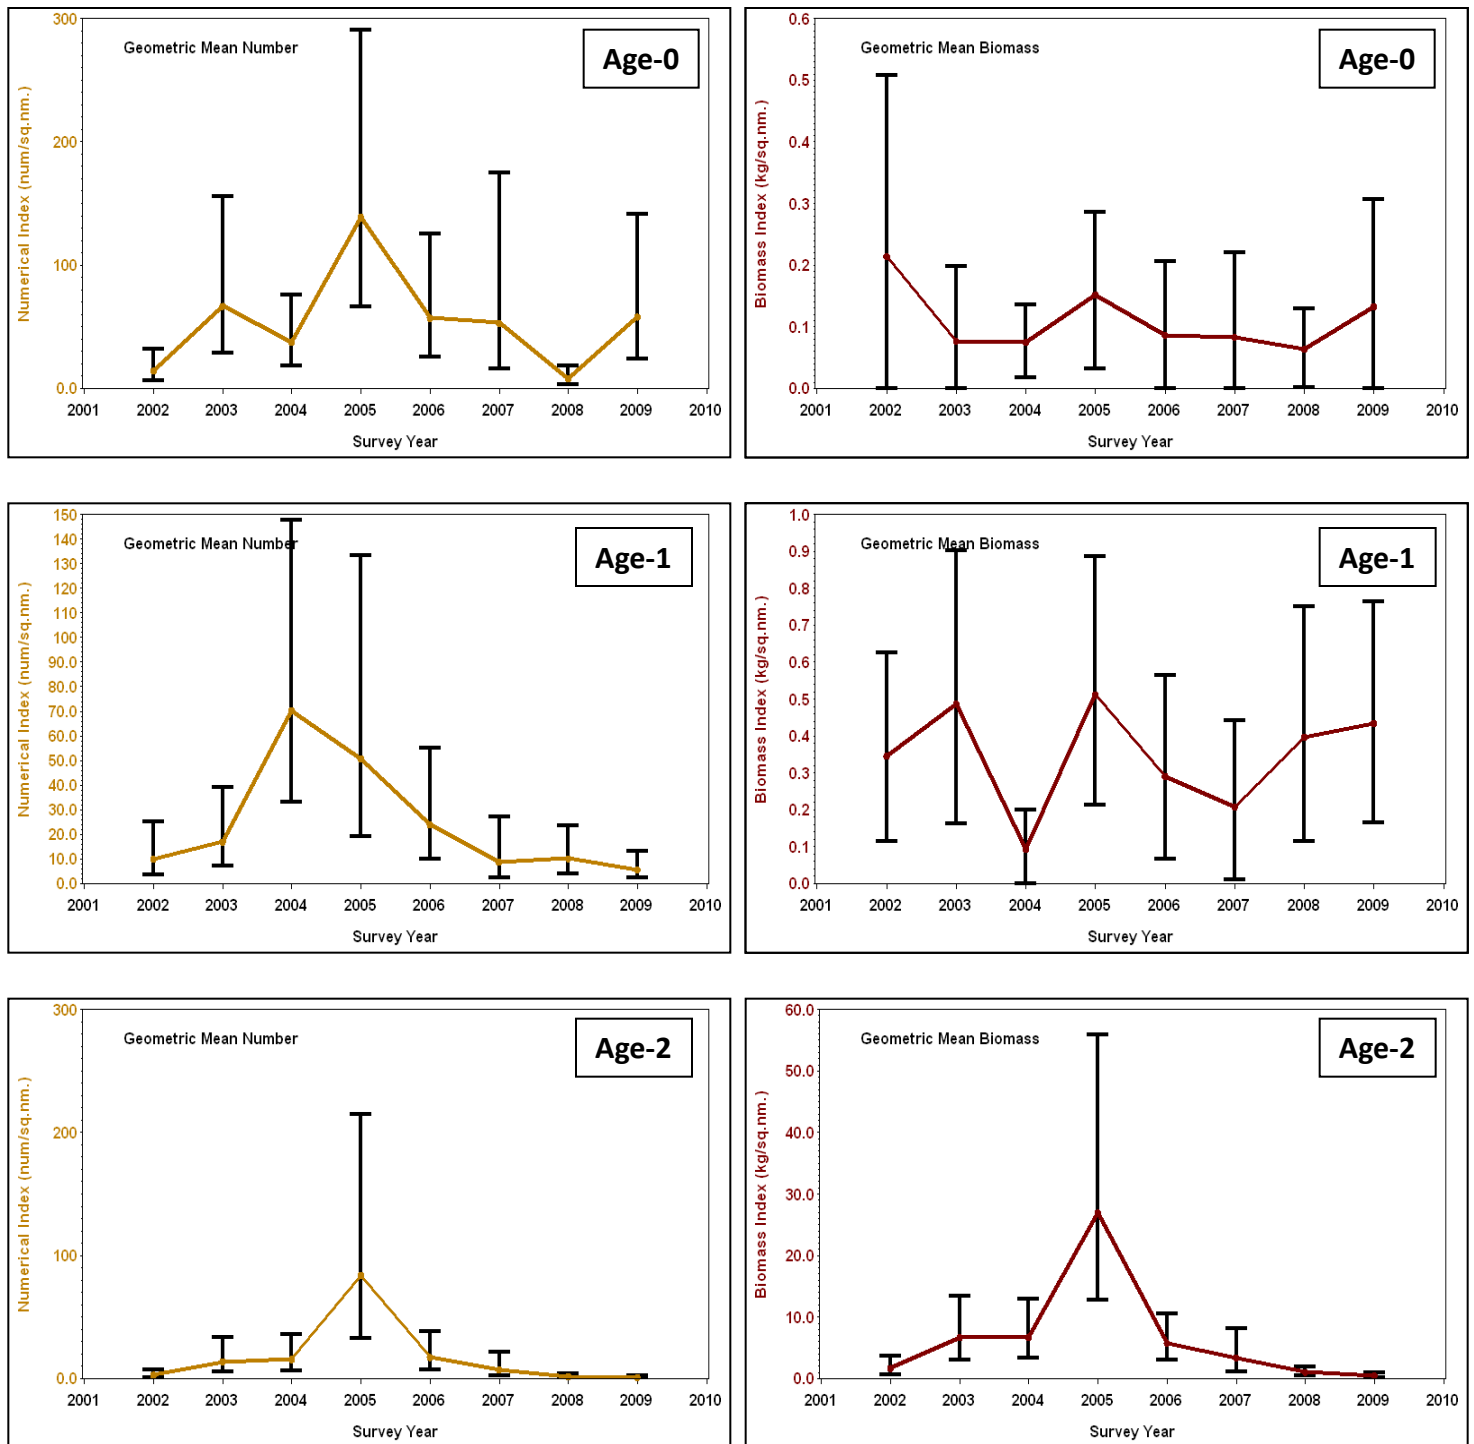 Geometric Mean Number
Age-0
Numerical Index (num/sq.nm.)
300
200
100
0.0
2001 2002 2003 2004 2005 2006 2007 2008 2009 2010
Survey Year
Geometric Mean Biomass
Age-0
Biomass Index (kg/sq.nm.)
0.6
0.5
0.4
0.3
0.2
0.1
0.0
2001 2002 2003 2004 2005 2006 2007 2008 2009 2010
Survey Year
Geometric Mean Number
Age-1
Numerical Index (num/sq.nm.)
150
140
130
120
110
100
90.0
80.0
70.0
60.0
50.0
40.0
30.0
20.0
10.0
0.0
2001 2002 2003 2004 2005 2006 2007 2008 2009 2010
Survey Year
Geometric Mean Biomass
Age-1
Biomass Index (kg/sq.nm.)
1.0
0.9
0.8
0.7
0.6
0.5
0.4
0.3
0.2
0.1
0.0
2001 2002 2003 2004 2005 2006 2007 2008 2009 2010
Survey Year
Geometric Mean Number
Age-2
Numerical Index (num/sq.nm.)
300
200
100
0.0
2001 2002 2003 2004 2005 2006 2007 2008 2009 2010
Survey Year
Geometric Mean Biomass
Age-2
Biomass Index (kg/sq.nm.)
60.0
50.0
40.0
30.0
20.0
10.0
0.0
2001 2002 2003 2004 2005 2006 2007 2008 2009 2010
Survey Year